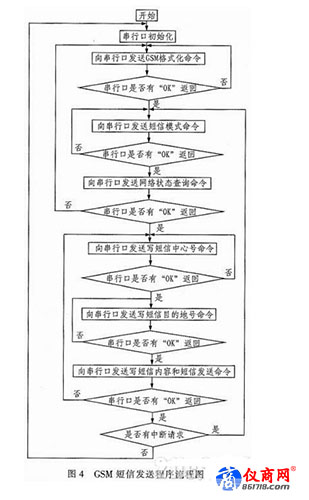 开始
串行口初始化
向串行口发送GSM格式化命令
串行口是否有“OK”返回
否
是
向串行口发送短信模式命令
串行口是否有“OK”返回
否
是
向串行口发送网络状态查询命令
串行口是否有“OK”返回
否
是
向串行口发送写短信中心号命令
串行口是否有“OK”返回
否
是
向串行口发送写短信目的地号命令
串行口是否有“OK”返回
否
是
向串行口发送写短信内容和短信发送命令
串行口是否有“OK”返回
否
是
是否有中断请求
是
否
图4 GSM短信发送程序流程图
仪商网
861718.com